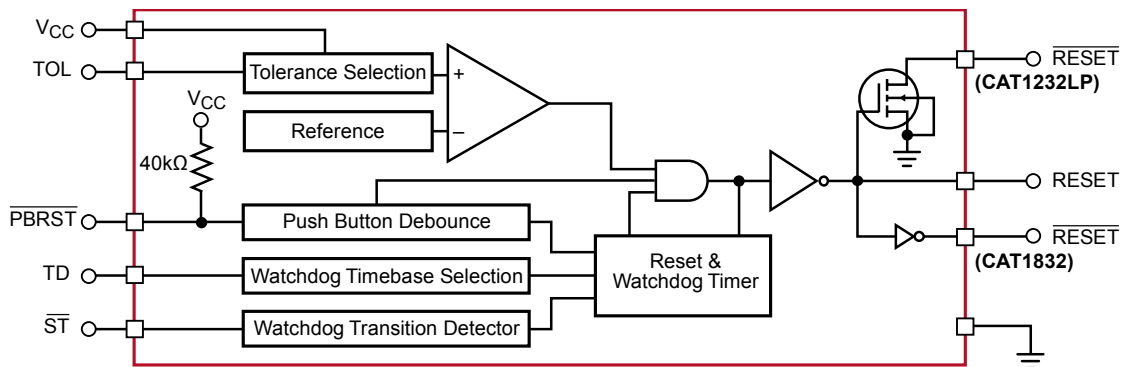 VCC
TOL
Tolerance Selection
+
Reference
–
VCC
40kΩ
PBRST
Push Button Debounce
TD
Watchdog Timebase Selection
ST
Watchdog Transition Detector
Reset &
Watchdog Timer
RESET
(CAT1232LP)
RESET
RESET
(CAT1832)